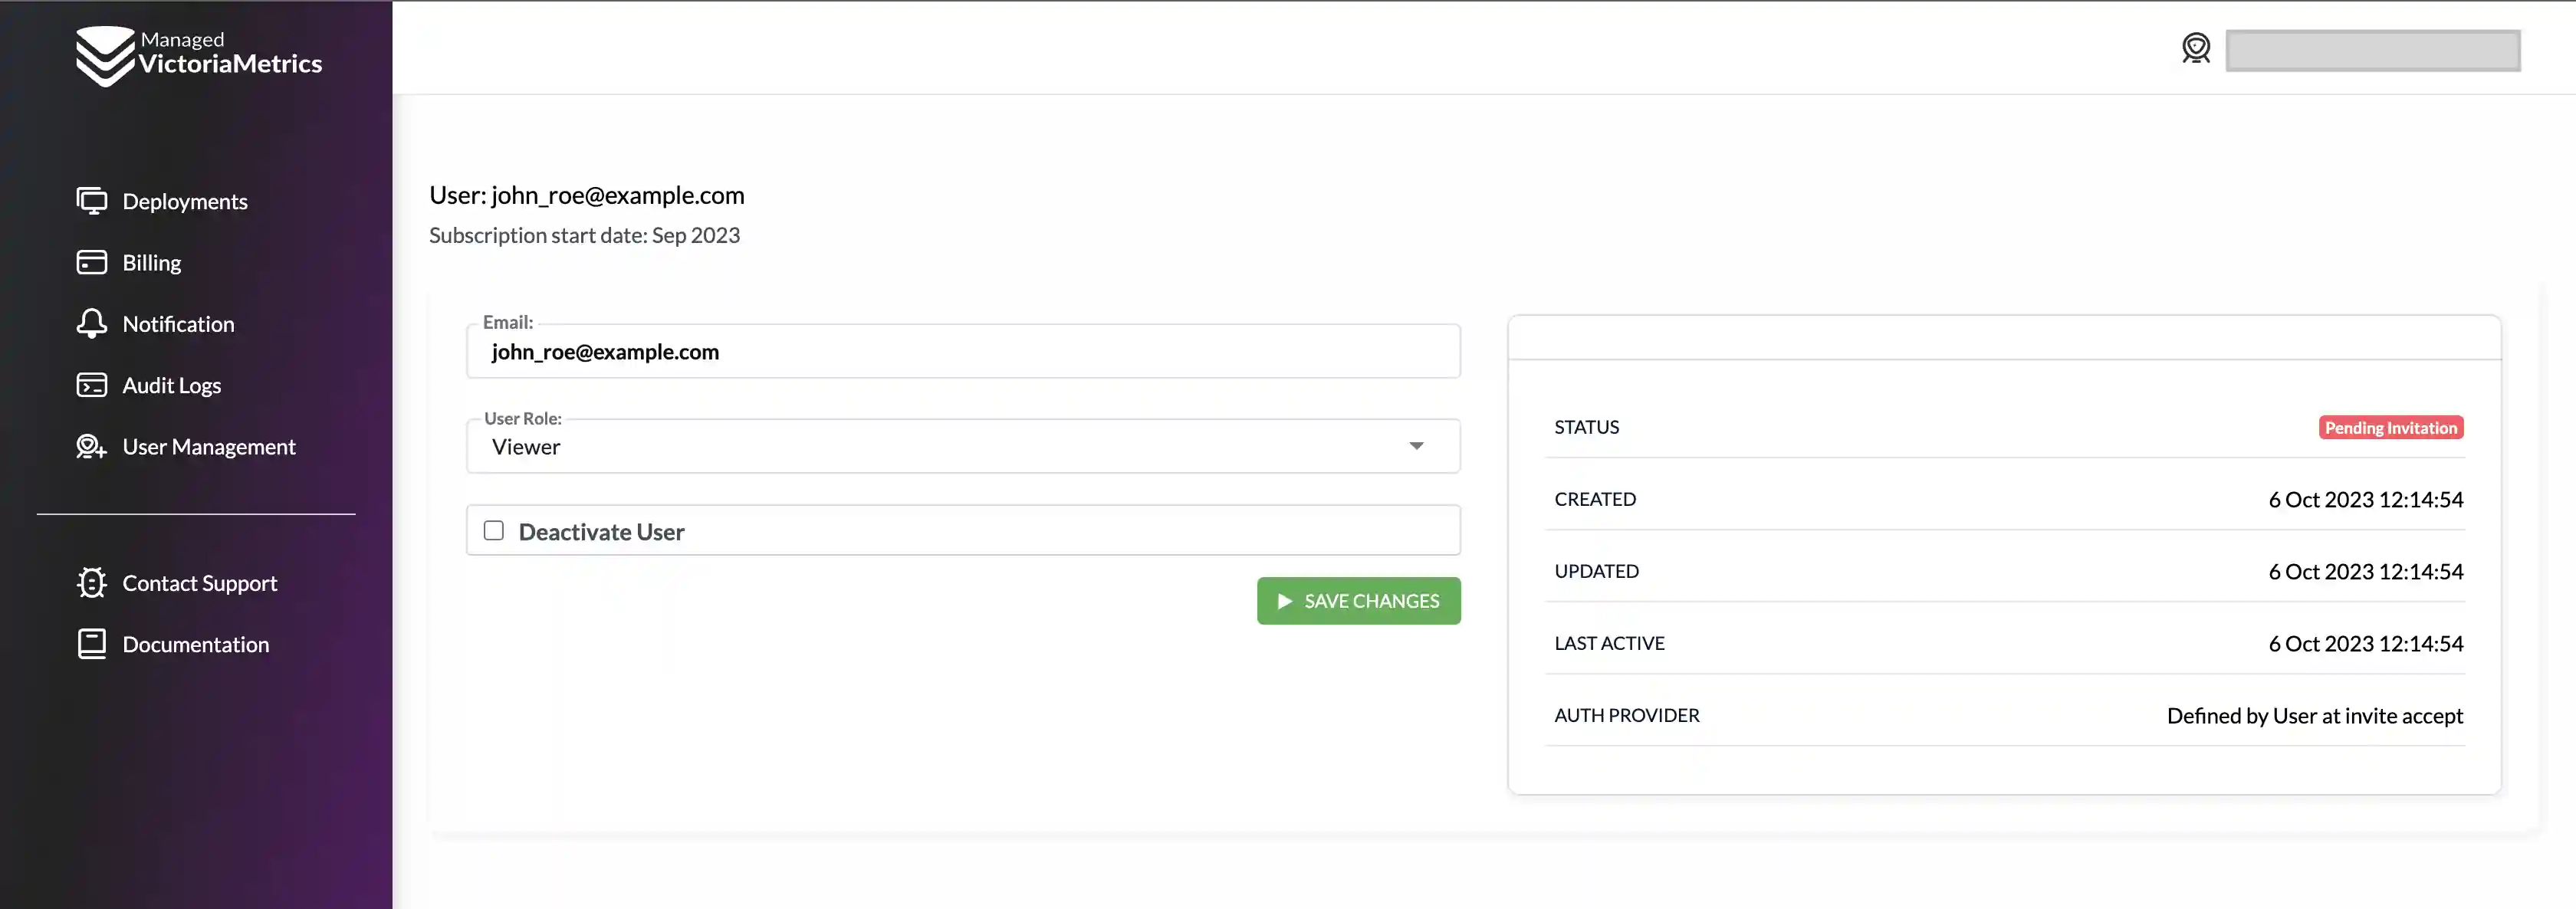 Managed
VictoriaMetrics
Deployments
Billing
Notification
Audit Logs
User Management
Contact Support
Documentation
User: john_roe@example.com
Subscription start date: Sep 2023
Email:
john_roe@example.com
User Role:
Viewer
Deactivate User
SAVE CHANGES
STATUS Pending Invitation
CREATED 6 Oct 2023 12:14:54
UPDATED 6 Oct 2023 12:14:54
LAST ACTIVE 6 Oct 2023 12:14:54
AUTH PROVIDER Defined by User at invite accept